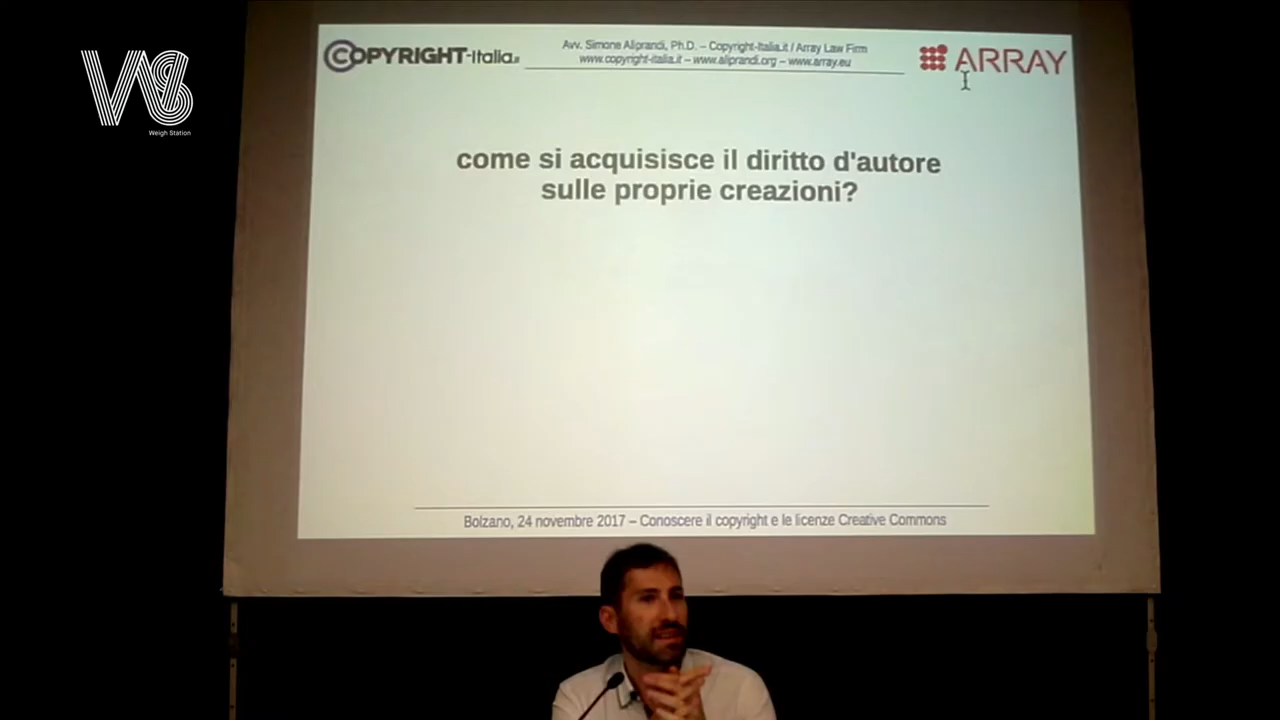 WS
Weigh Station
COPYRIGHT-Italia.it
Avv. Simone Aliprandi, Ph.D. – Copyright-Italia.it / Array Law Firm
www.copyright-italia.it – www.aliprandi.org – www.array.eu
ARRAY
come si acquisisce il diritto d'autore
sulle proprie creazioni?
Bolzano, 24 novembre 2017 – Conoscere il copyright e le licenze Creative Commons